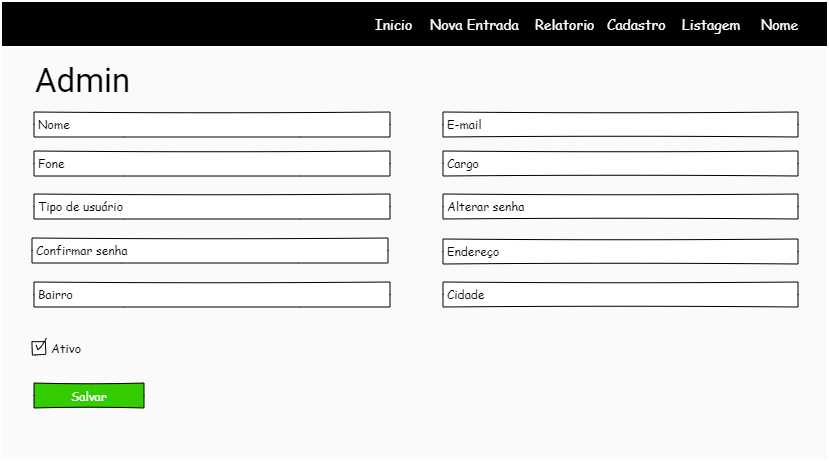 Inicio Nova Entrada Relatorio Cadastro Listagem Nome
Admin
Nome E-mail
Fone Cargo
Tipo de usuário Alterar senha
Confirmar senha Endereço
Bairro Cidade
Ativo
Salvar